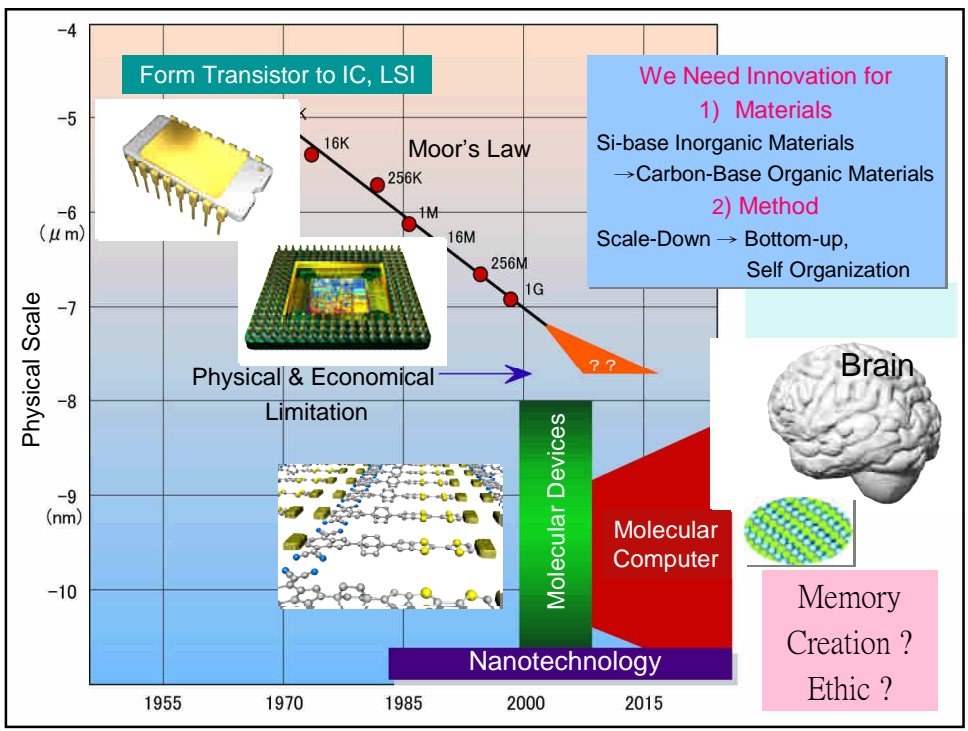 -4
Form Transistor to IC, LSI
We Need Innovation for
1) Materials
Si-base Inorganic Materials
→Carbon-Base Organic Materials
2) Method
Scale-Down → Bottom-up,
Self Organization
-5
K
16K
Moor's Law
256K
-6
(μm)
1M
16M
256M
1G
-7
Physical Scale
? ?
Physical & Economical
Limitation
Brain
-8
Molecular Devices
-9
(nm)
Molecular
Computer
-10
Memory
Creation ?
Ethic ?
Nanotechnology
1955
1970
1985
2000
2015